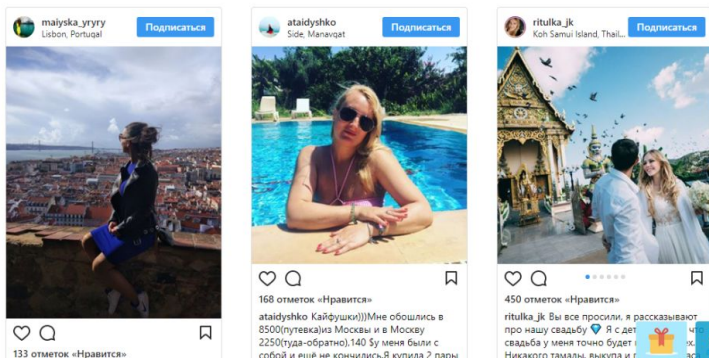 maiyska_yryry
Lisbon, Portugal
Подписаться
133 отметок «Нравится»
ataidyshko
Side, Manavgat
Подписаться
168 отметок «Нравится»
ataidyshko Кайфушки)))Мне обошлись в
8500(путевка)из Москвы и в Москву
2250(туда-обратно).140 $у меня были с
собой и ещё не кончились.Я купила 2 пары
ritulka_jk
Koh Samui Island, Thail...
Подписаться
450 отметок «Нравится»
ritulka_jk Вы все просили, я рассказывают
про нашу свадьбу Я с дет что
свадьба у меня точно будет
Никакого тамады, выкупа и